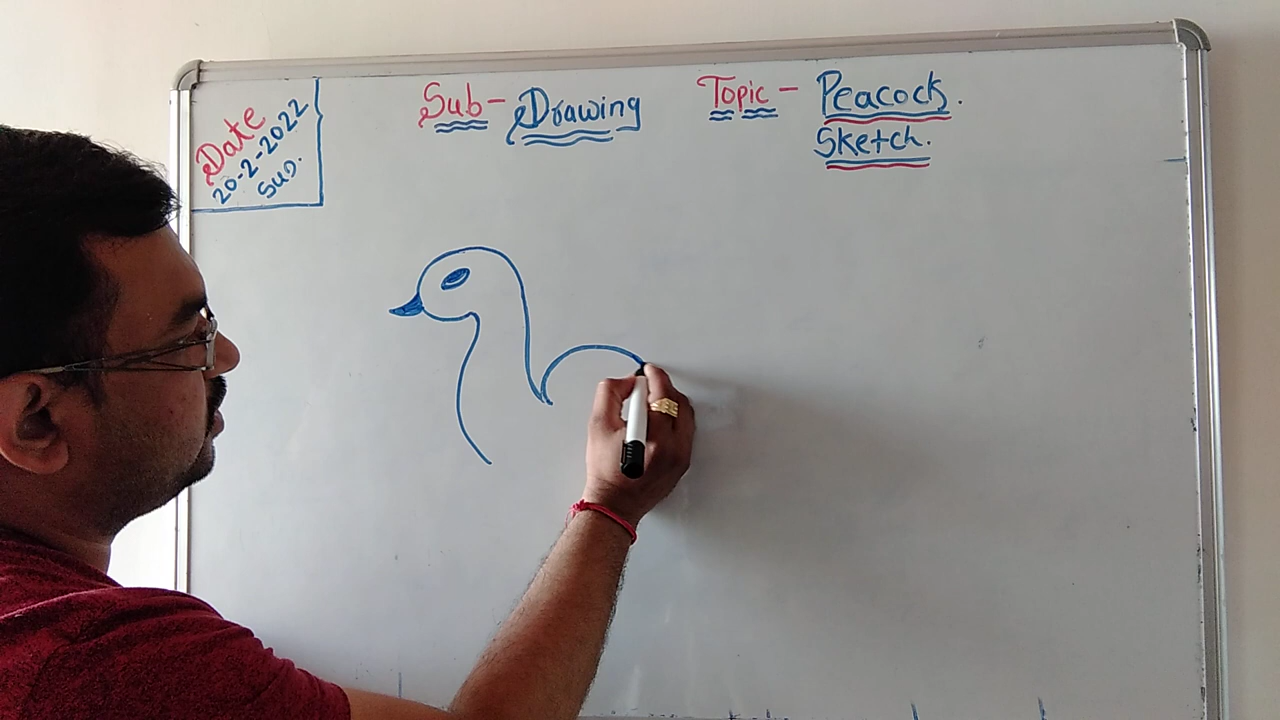 Date
20-2-2022
Sun.
Sub- Drawing
Topic - Peacock.
Sketch.